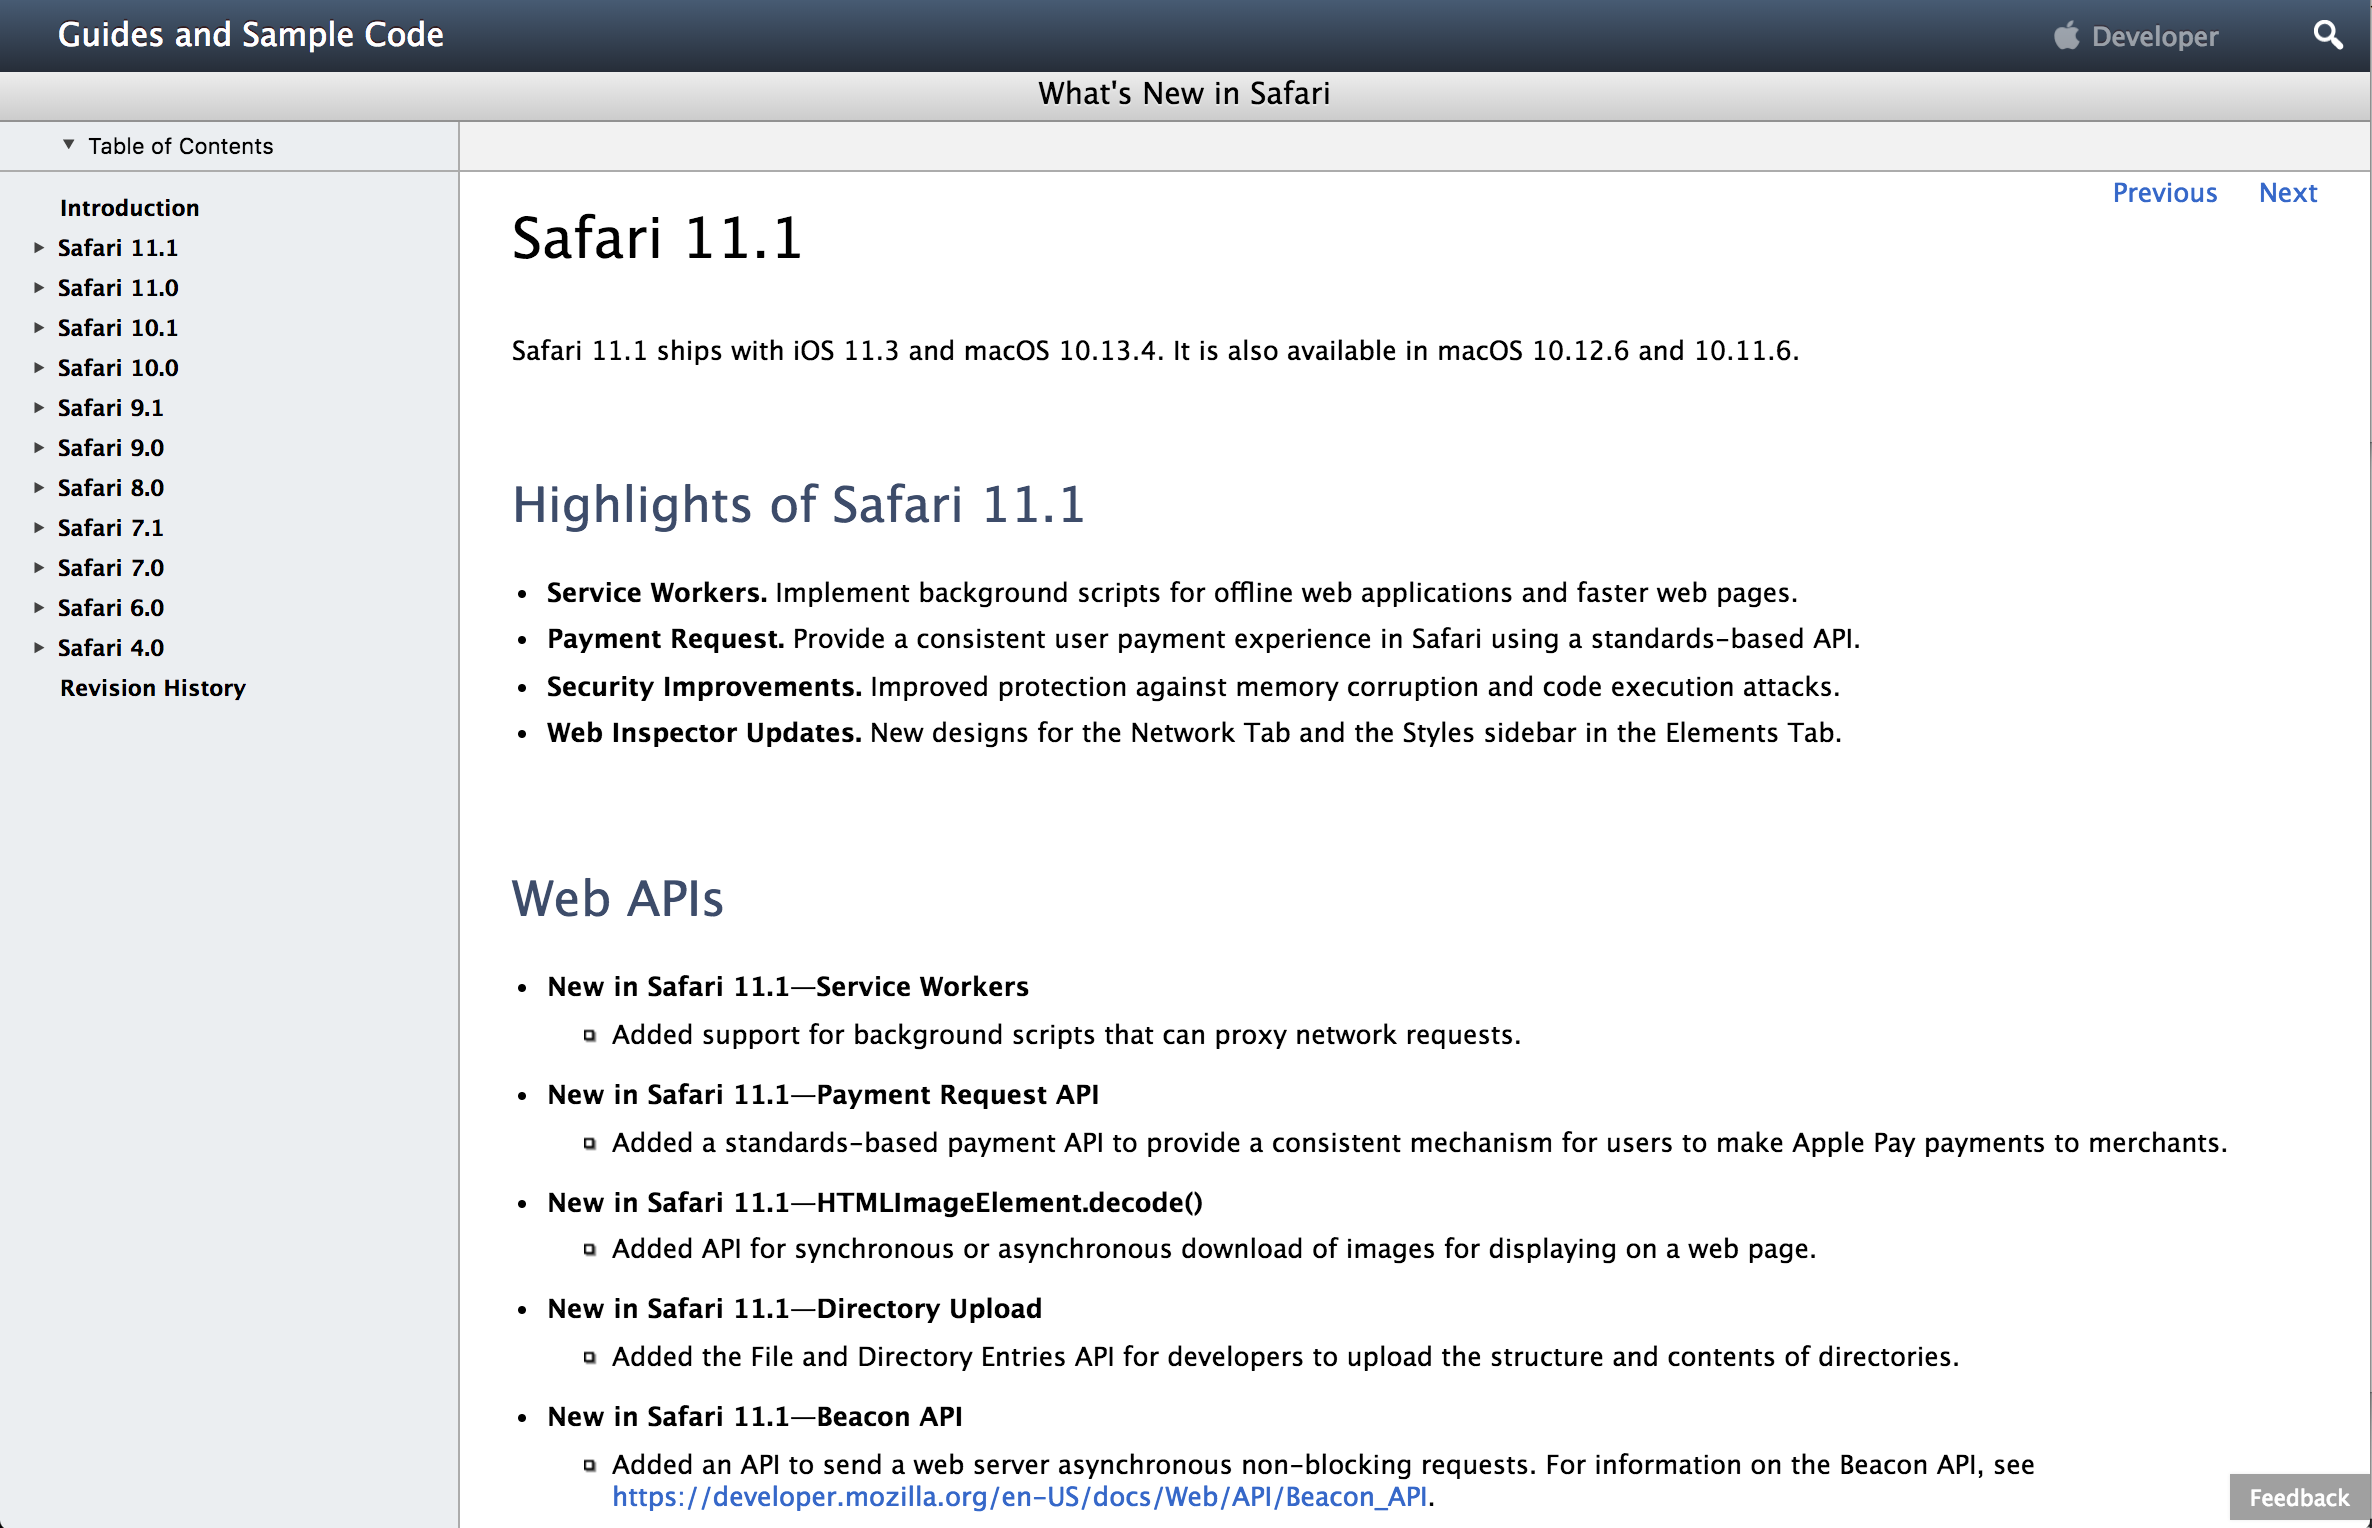 Guides and Sample Code
Developer
What's New in Safari
Table of Contents
Introduction
Safari 11.1
Safari 11.0
Safari 10.1
Safari 10.0
Safari 9.1
Safari 9.0
Safari 8.0
Safari 7.1
Safari 7.0
Safari 6.0
Safari 4.0
Revision History
Previous Next
Safari 11.1
Safari 11.1 ships with iOS 11.3 and macOS 10.13.4. It is also available in macOS 10.12.6 and 10.11.6.
Highlights of Safari 11.1
• Service Workers. Implement background scripts for offline web applications and faster web pages.
• Payment Request. Provide a consistent user payment experience in Safari using a standards-based API.
• Security Improvements. Improved protection against memory corruption and code execution attacks.
• Web Inspector Updates. New designs for the Network Tab and the Styles sidebar in the Elements Tab.
Web APIs
• New in Safari 11.1—Service Workers
Added support for background scripts that can proxy network requests.
• New in Safari 11.1—Payment Request API
Added a standards-based payment API to provide a consistent mechanism for users to make Apple Pay payments to merchants.
• New in Safari 11.1—HTMLImageElement.decode()
Added API for synchronous or asynchronous download of images for displaying on a web page.
• New in Safari 11.1—Directory Upload
Added the File and Directory Entries API for developers to upload the structure and contents of directories.
• New in Safari 11.1—Beacon API
Added an API to send a web server asynchronous non-blocking requests. For information on the Beacon API, see
https://developer.mozilla.org/en-US/docs/Web/API/Beacon_API.
Feedback